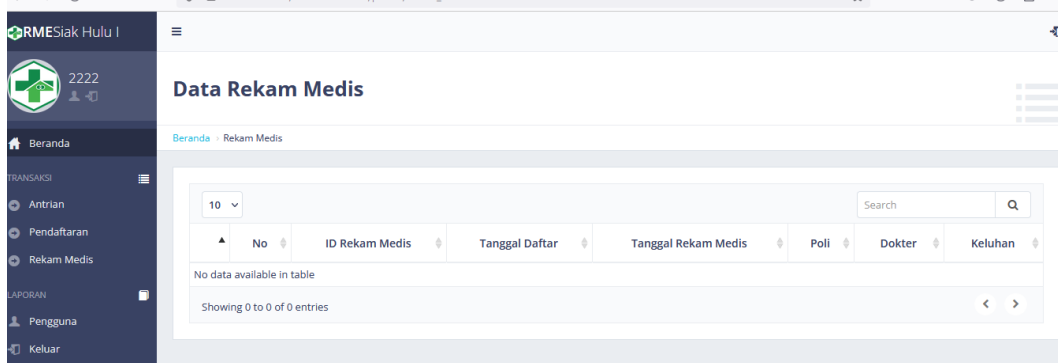 RMESiak Hulu I
2222
Beranda
TRANSAKSI
Antrian
Pendaftaran
Rekam Medis
LAPORAN
Pengguna
Keluar
Data Rekam Medis
Beranda › Rekam Medis
10
Search
No ID Rekam Medis Tanggal Daftar Tanggal Rekam Medis Poli Dokter Keluhan
No data available in table
Showing 0 to 0 of 0 entries